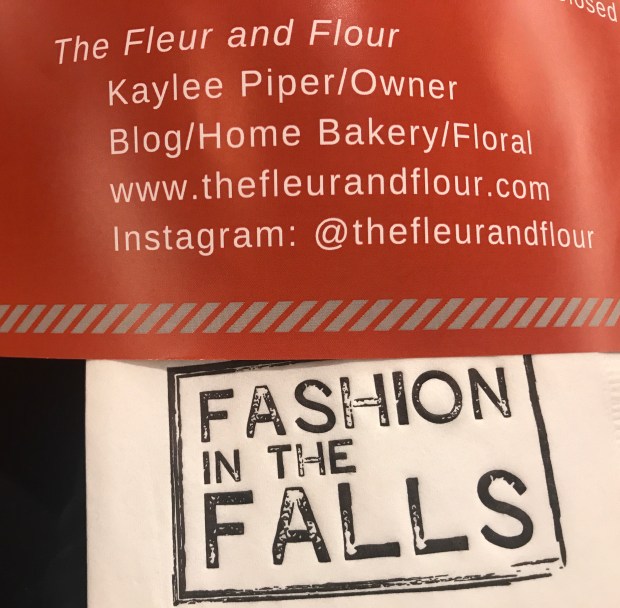 The Fleur and Flour
Kaylee Piper/Owner
Blog/Home Bakery/Floral
www.thefleurandflour.com
Instagram: @thefleurandflour
FASHION
IN THE
FALLS